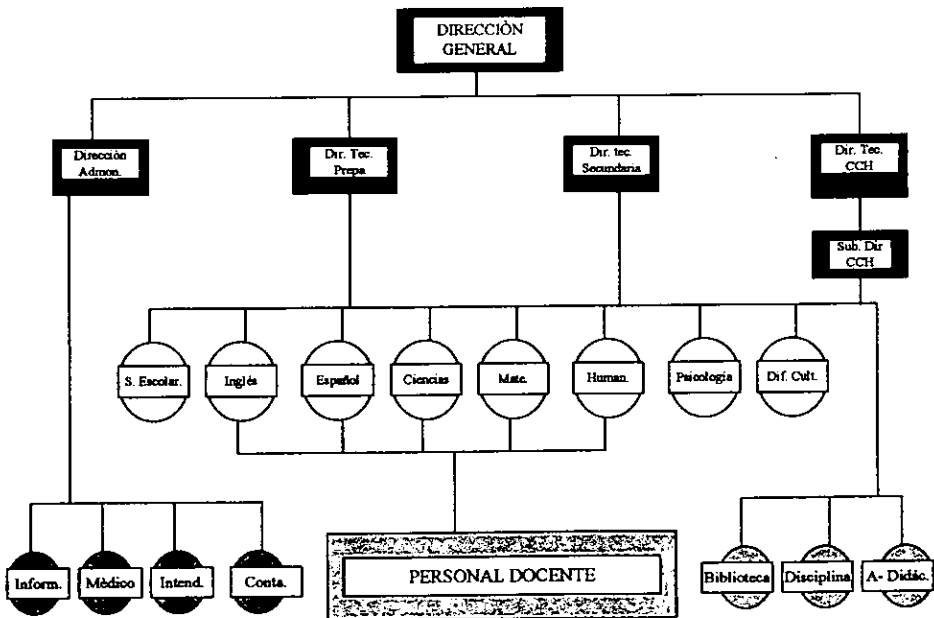 DIRECCIÒN
GENERAL
Direcciòn
Admon.
Dir. Tec.
Prepa
Dir. tec.
Secundaria
Dir. Tec.
CCH
Sub. Dir
CCH
S. Escolar.
Inglés
Español
Ciencias
Mate.
Human.
Psicología
Dif. Cult.
Inform.
Mèdico
Intend.
Conta.
PERSONAL DOCENTE
Biblioteca
Disciplina
A- Didác.